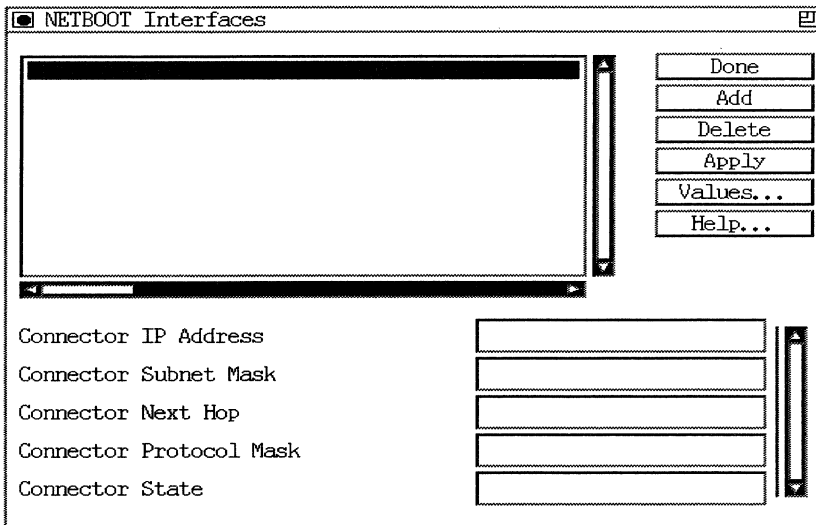 NETBOOT Interfaces
Done
Add
Delete
Apply
Values...
Help...
Connector IP Address
Connector Subnet Mask
Connector Next Hop
Connector Protocol Mask
Connector State